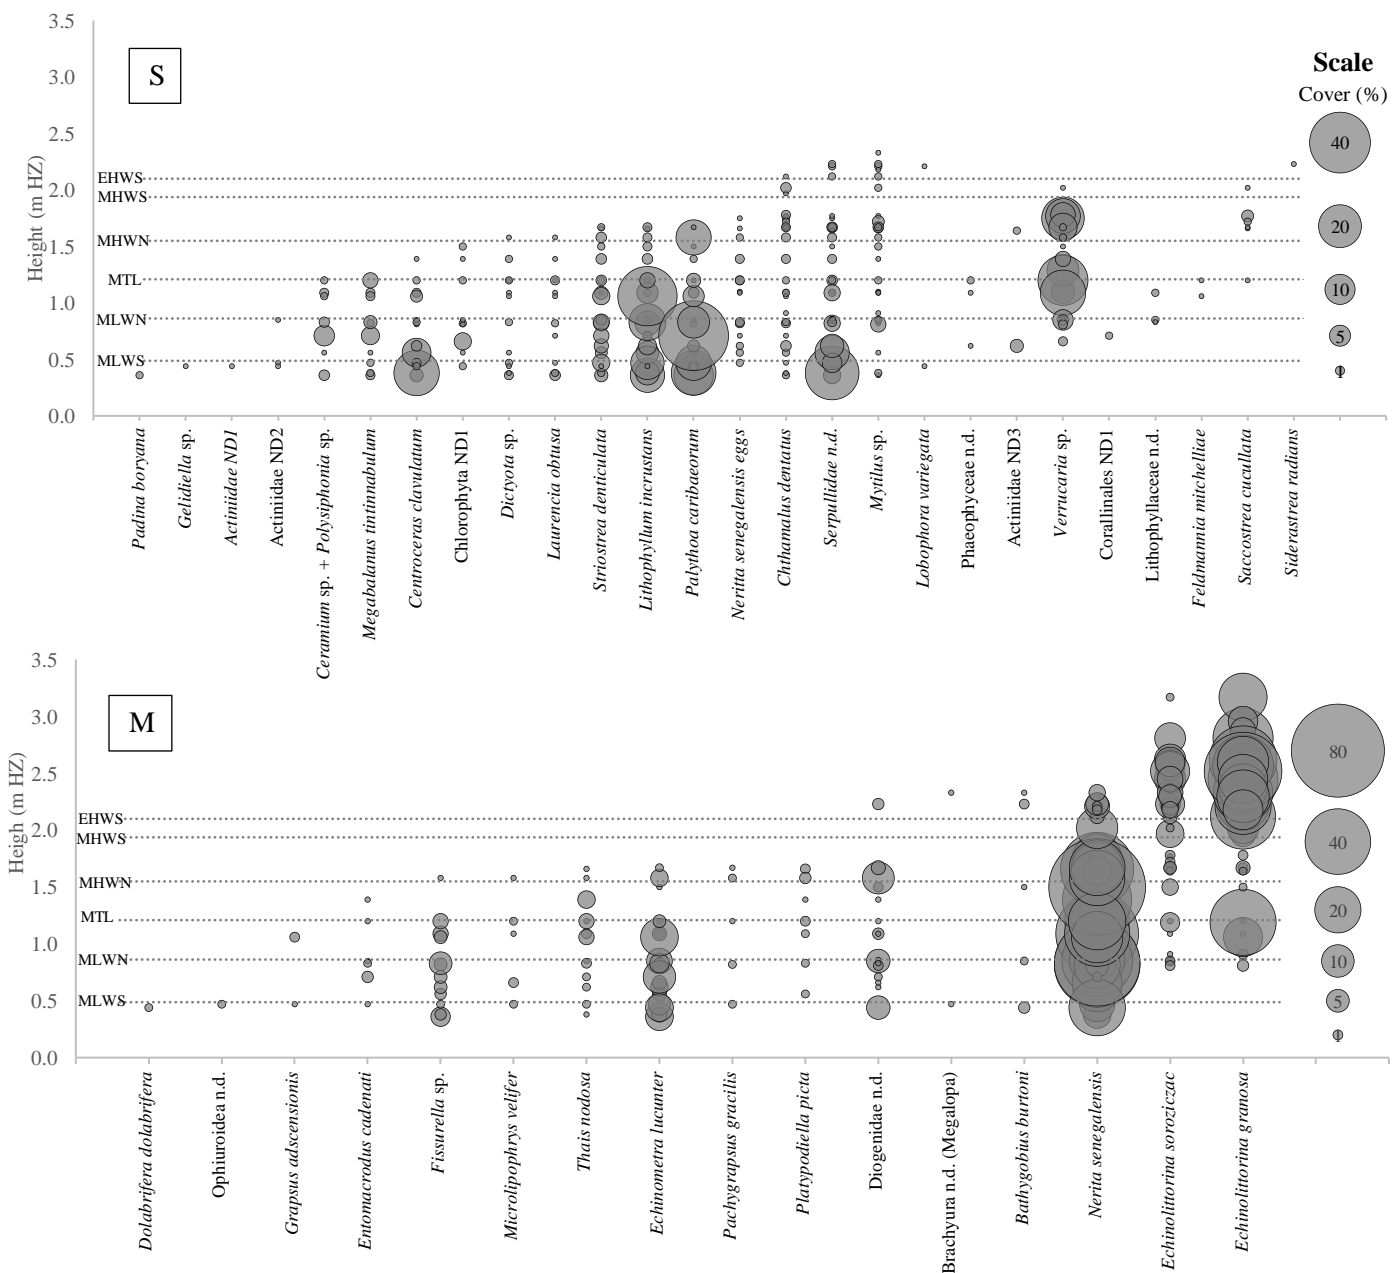 3.5
S
Scale
3.0
Cover (%)
2.5
40
EHWS
2.0
MHWS
20
MHWN
1.5
MTL
10
1.0
MLWN
5
MLWS
0.5
1
0.0
Height (m HZ)
Padina boryana
Gelidiella sp.
Actiniidae ND1
Actiniidae ND2
Ceramium sp. + Polysiphonia sp.
Megabalanus tintinnabulum
Centroceras clavulatum
Chlorophyta ND1
Dictyota sp.
Laurencia obtusa
Striostrea denticulata
Lithophyllum incrustans
Palythoa caribaeorum
Neritta senegalensis eggs
Chthamalus dentatus
Serpullidae n.d.
Mytilus sp.
Lobophora variegata
Phaeophyceae n.d.
Actiniidae ND3
Verrucaria sp.
Corallinales ND1
Lithophyllaceae n.d.
Feldmannia mitchelliae
Saccostrea cucullata
Siderastrea radians
3.5
M
3.0
80
2.5
EHWS
2.0
MHWS
40
MHWN
1.5
MTL
20
1.0
MLWN
10
MLWS
0.5
5
1
0.0
Heigh (m HZ)
Dolabrifera dolabrifera
Ophiuroidea n.d.
Grapsus adscensionis
Entomacrodus cadenati
Fissurella sp.
Microlipophrys velifer
Thais nodosa
Echinometra lucunter
Pachygrapsus gracilis
Platypodiella picta
Diogenidae n.d.
Brachyura n.d. (Megalopa)
Bathygobius burtoni
Nerita senegalensis
Echinolittorina soroziczac
Echinolittorina granosa